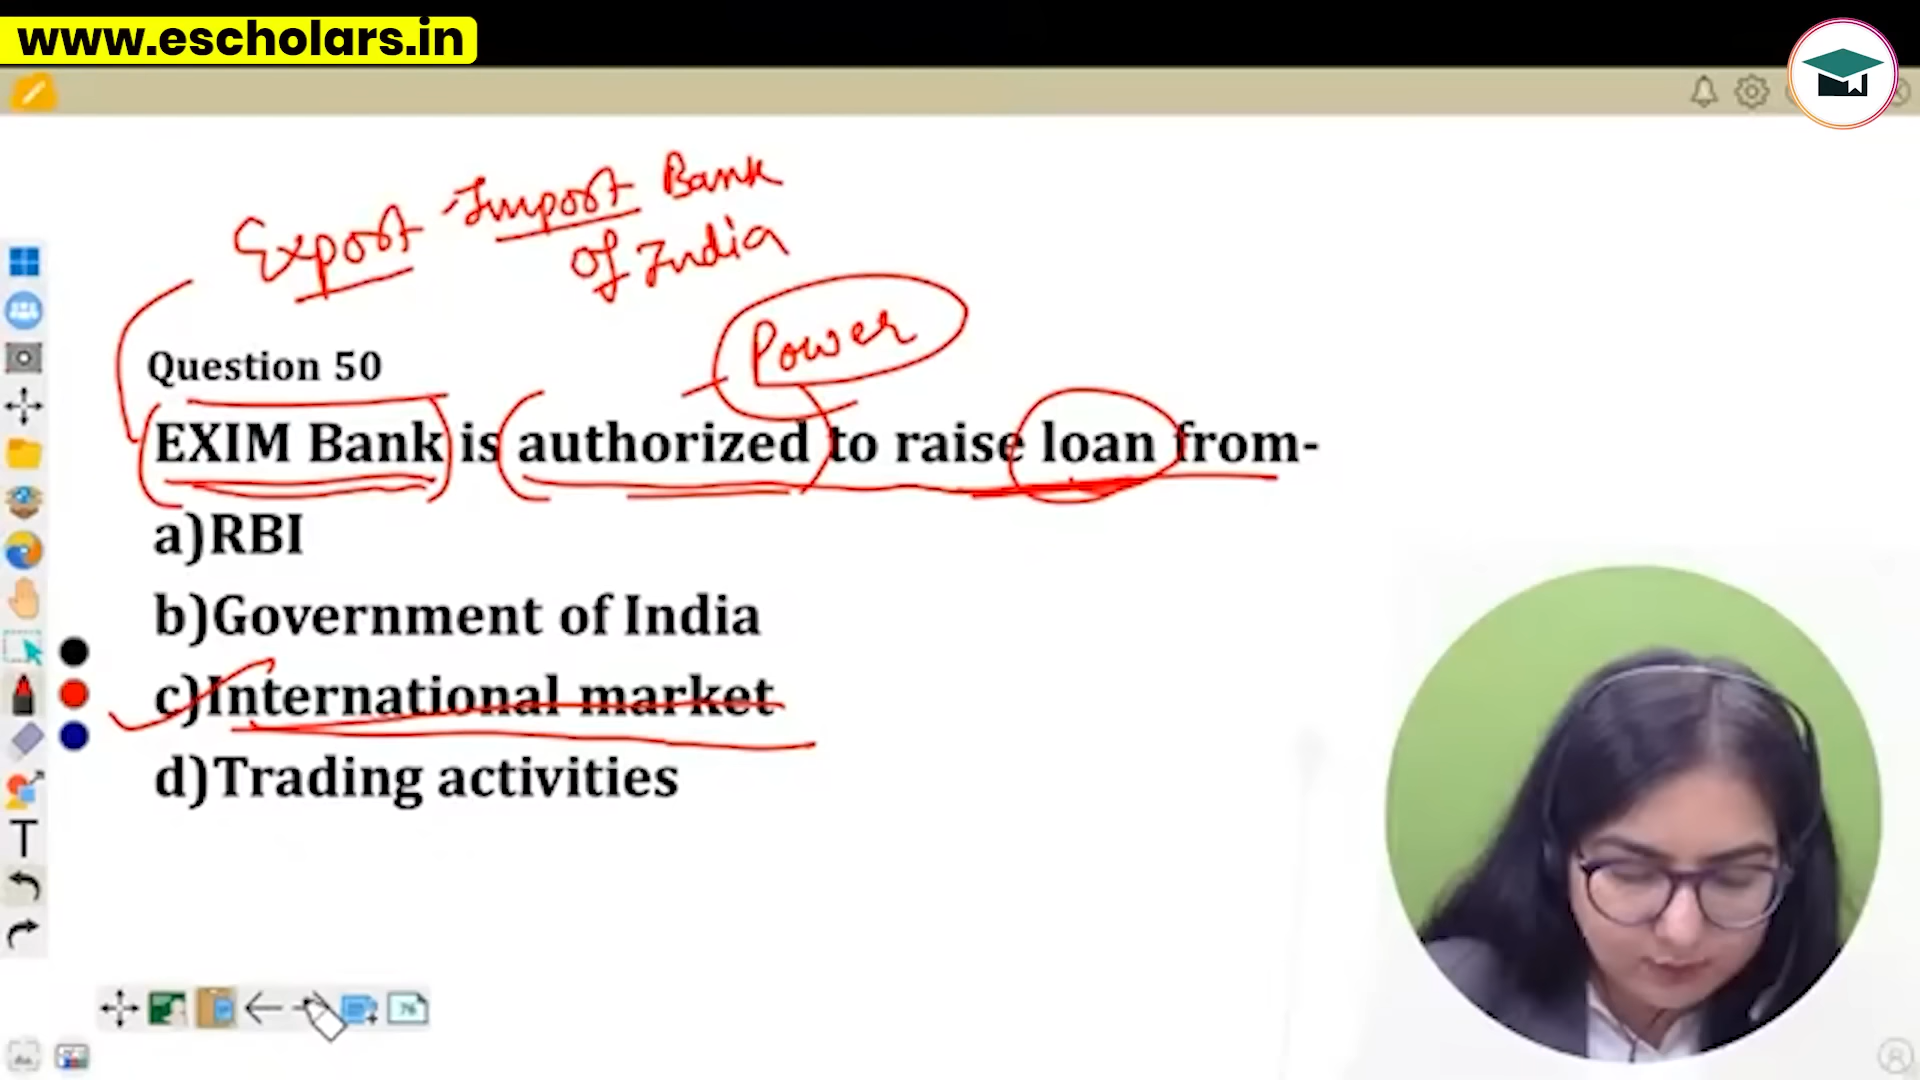 www.escholars.in
Export-Import Bank
Of India
Power
Question 50
EXIM Bank is authorized to raise loan from-
a)RBI
b)Government of India
c)International market
d)Trading activities
T
76